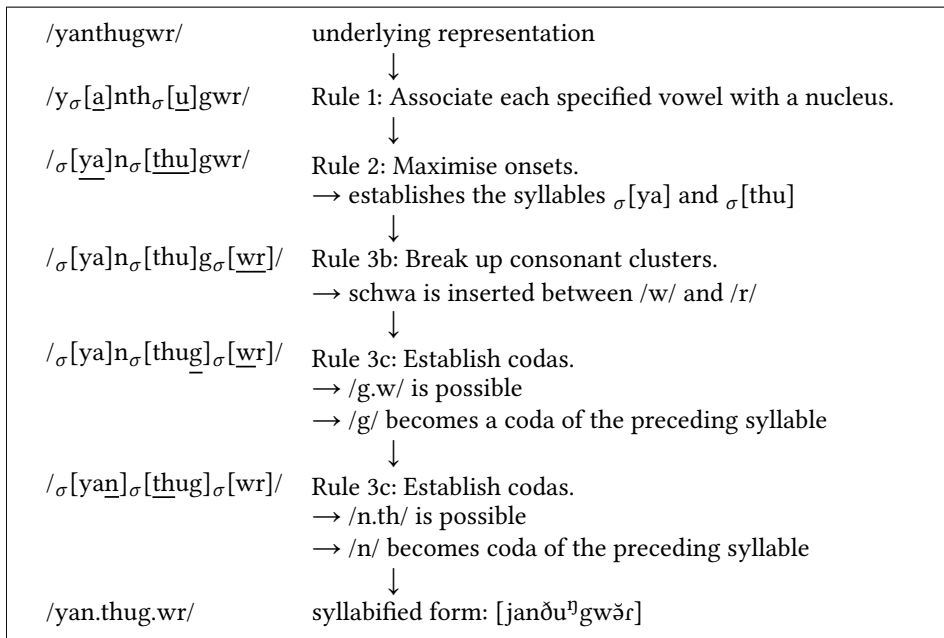 /yanthugwr/ underlying representation
↓
/yσ[a]nthσ[u]gwr/ Rule 1: Associate each specified vowel with a nucleus.
↓
/σ[ya]nσ[thu]gwr/ Rule 2: Maximise onsets.
→ establishes the syllables σ[ya] and σ[thu]
↓
/σ[ya]nσ[thu]gσ[wr]/ Rule 3b: Break up consonant clusters.
→ schwa is inserted between /w/ and /r/
↓
/σ[ya]nσ[thug]σ[wr]/ Rule 3c: Establish codas.
→ /g.w/ is possible
→ /g/ becomes a coda of the preceding syllable
↓
/σ[yan]σ[thug]σ[wr]/ Rule 3c: Establish codas.
→ /n.th/ is possible
→ /n/ becomes coda of the preceding syllable
↓
/yan.thug.wr/ syllabified form: [janðuᵑgwə̆ɾ]